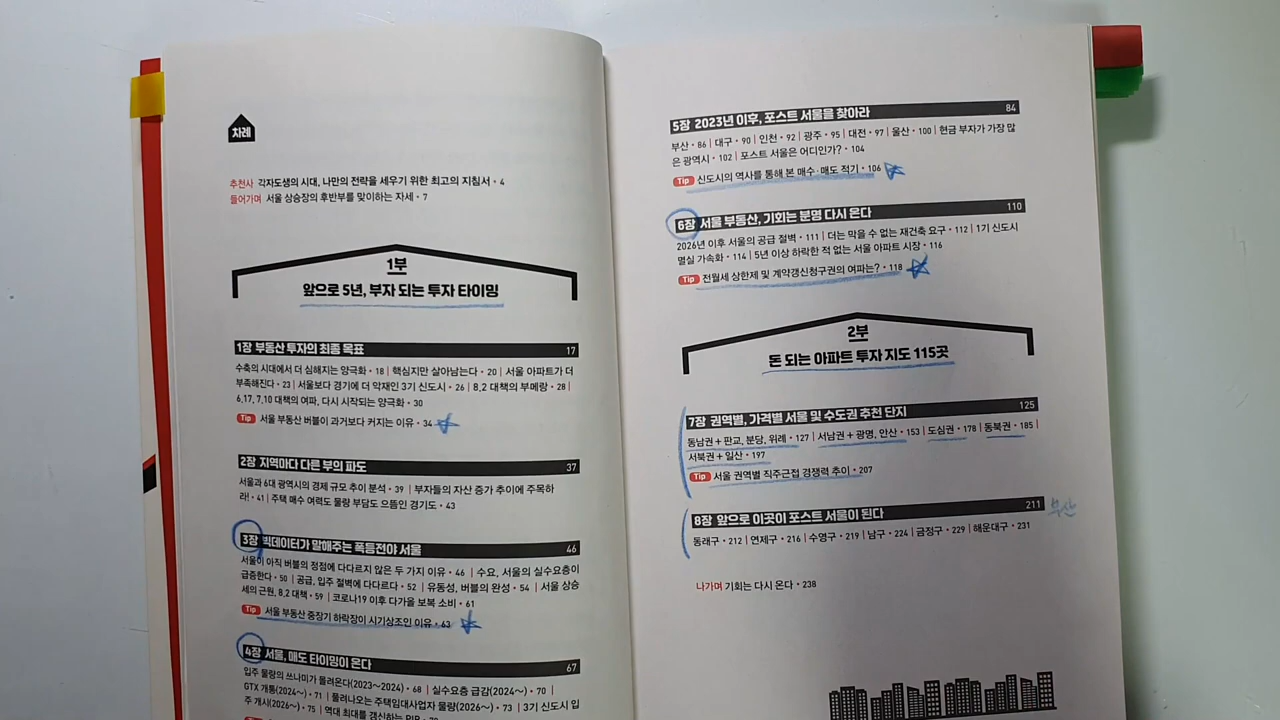 차례
추천사 각자도생의 시대, 나만의 전략을 세우기 위한 최고의 지침서 • 4
들어가며 서울 상승장의 후반부를 맞이하는 자세 • 7
1부
앞으로 5년, 부자 되는 투자 타이밍
1장 부동산 투자의 최종 목표 17
수축의 시대에서 더 심해지는 양극화 • 18 | 핵심지만 살아남는다 • 20 | 서울 아파트가 더
부족해진다 • 23 | 서울보다 경기에 더 악재인 3기 신도시 • 26 | 8.2 대책의 부메랑 • 28 |
6.17, 7.10 대책의 여파, 다시 시작되는 양극화 • 30
Tip 서울 부동산 버블이 과거보다 커지는 이유 • 34
2장 지역마다 다른 부의 파도 37
서울과 6대 광역시의 경제 규모 추이 분석 • 39 | 부자들의 자산 증가 추이에 주목하
라! • 41 | 주택 매수 여력도 물량 부담도 으뜸인 경기도 • 43
3장 빅데이터가 말해주는 폭등전야 서울 46
서울이 아직 버블의 정점에 다다르지 않은 두 가지 이유 • 46 | 수요, 서울의 실수요층이
급증한다 • 50 | 공급, 입주 절벽에 다다르다 • 52 | 유동성, 버블의 완성 • 54 | 서울 상승
세의 근원, 8.2 대책 • 59 | 코로나19 이후 다가올 보복 소비 • 61
Tip 서울 부동산 중장기 하락장이 시기상조인 이유 • 63
4장 서울, 매도 타이밍이 온다 67
입주 물량의 쓰나미가 몰려온다(2023~2024) • 68 | 실수요층 급감(2024~) • 70 |
GTX 개통(2024~) • 71 | 풀려나오는 주택임대사업자 물량(2026~) • 73 | 3기 신도시 입
주 개시(2026~) • 75 | 역대 최대를 갱신하는 PIR •
5장 2023년 이후, 포스트 서울을 찾아라 84
부산 • 86 | 대구 • 90 | 인천 • 92 | 광주 • 95 | 대전 • 97 | 울산 • 100 | 현금 부자가 가장 많
은 광역시 • 102 | 포스트 서울은 어디인가? • 104
Tip 신도시의 역사를 통해 본 매수·매도 적기 • 106
6장 서울 부동산, 기회는 분명 다시 온다 110
2026년 이후 서울의 공급 절벽 • 111 | 더는 막을 수 없는 재건축 요구 • 112 | 1기 신도시
멸실 가속화 • 114 | 5년 이상 하락한 적 없는 서울 아파트 시장 • 116
Tip 전월세 상한제 및 계약갱신청구권의 여파는? • 118
2부
돈 되는 아파트 투자 지도 115곳
7장 권역별, 가격별 서울 및 수도권 추천 단지 125
동남권 + 판교, 분당, 위례 • 127 | 서남권 + 광명, 안산 • 153 | 도심권 • 178 | 동북권 • 185 |
서북권 + 일산 • 197
Tip 서울 권역별 직주근접 경쟁력 추이 • 207
8장 앞으로 이곳이 포스트 서울이 된다 211 부산
동래구 • 212 | 연제구 • 216 | 수영구 • 219 | 남구 • 224 | 금정구 • 229 | 해운대구 • 231
나가며 기회는 다시 온다 • 238